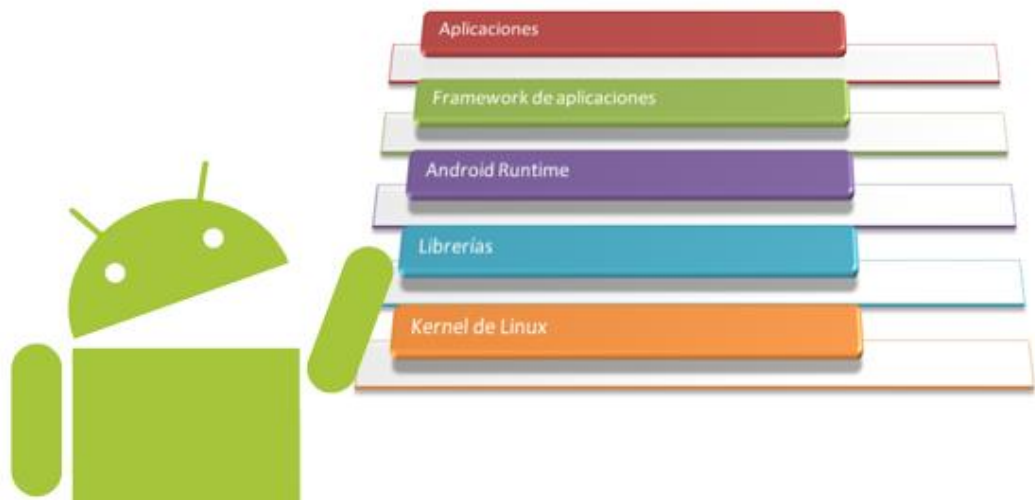 Aplicaciones
Framework de aplicaciones
Android Runtime
Librerías
Kernel de Linux